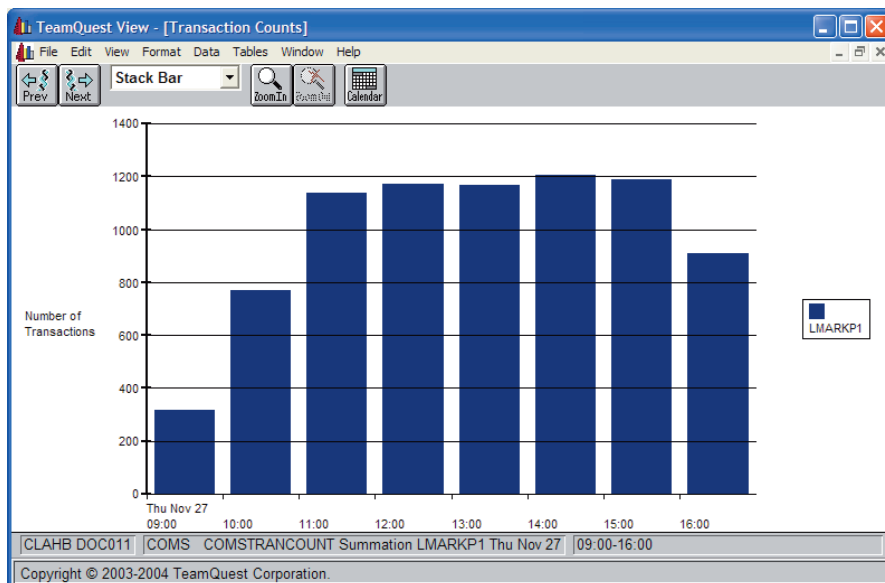 TeamQuest View - [Transaction Counts]
File Edit View Format Data Tables Window Help
Prev Next Stack Bar ZoomIn ZoomOut Calendar
1400
1200
1000
800
600
400
200
0
Number of
Transactions
LMARKP1
Thu Nov 27
09:00 10:00 11:00 12:00 13:00 14:00 15:00 16:00
CLAHB DOC011 COMS COMSTRANCOUNT Summation LMARKP1 Thu Nov 27 09:00-16:00
Copyright © 2003-2004 TeamQuest Corporation.